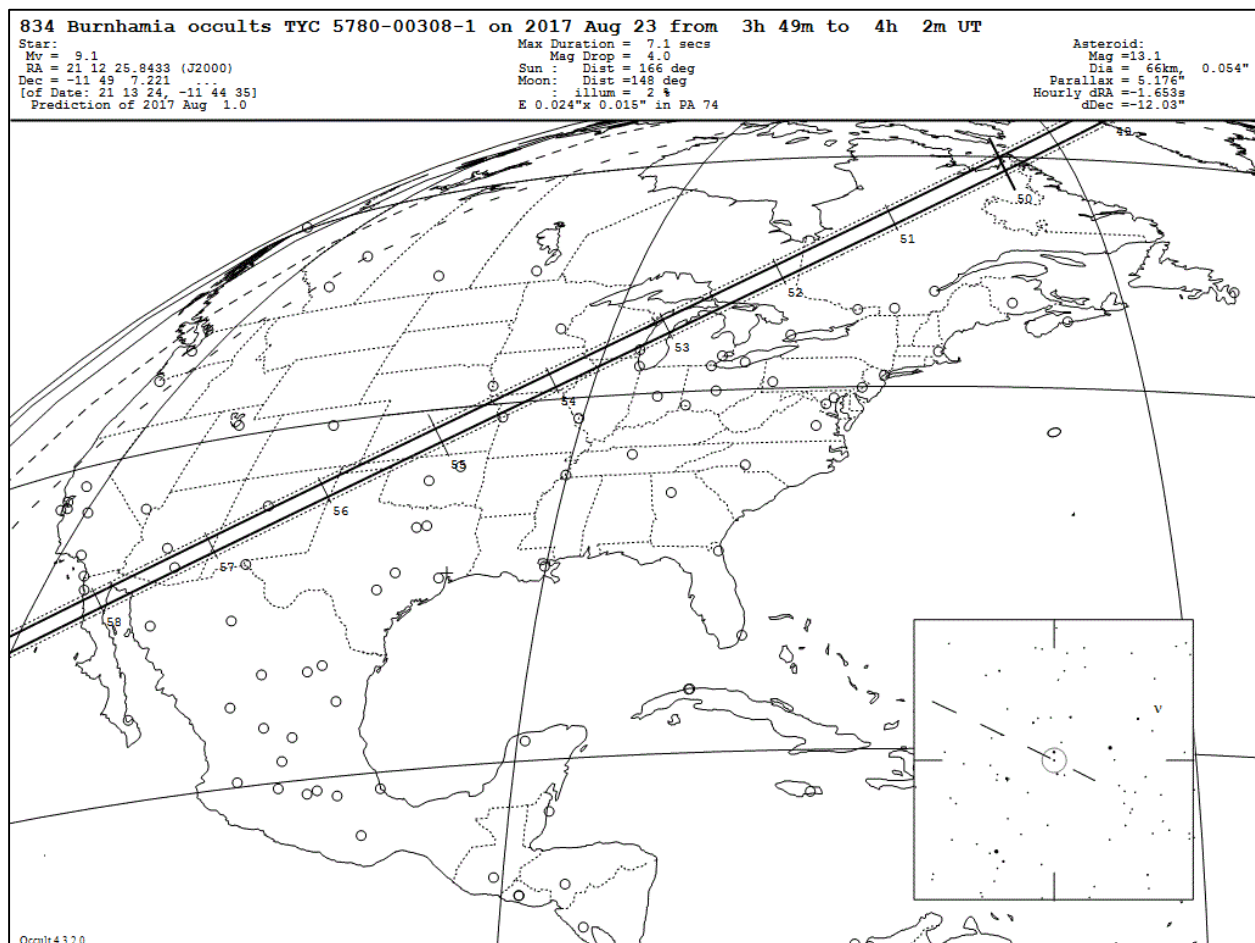 834 Burnhamia occults TYC 5780-00308-1 on 2017 Aug 23 from  3h 49m to  4h  2m UT
Star:
Mv =  9.1
RA = 21 12 25.8433 (J2000)
Dec = -11 49  7.221  ...
[of Date: 21 13 24, -11 44 35]
Prediction of 2017 Aug  1.0
Max Duration =  7.1 secs
Mag Drop =  4.0
Sun :   Dist = 166 deg
Moon:   Dist =148 deg
:  illum = 2 %
E 0.024"x 0.015" in PA 74
Asteroid:
Mag =13.1
Dia =  66km,  0.054"
Parallax = 5.176"
Hourly dRA =-1.653s
dDec =-12.03"
49
50
51
52
53
54
55
56
57
58
ν
Occult 4.3.2.0